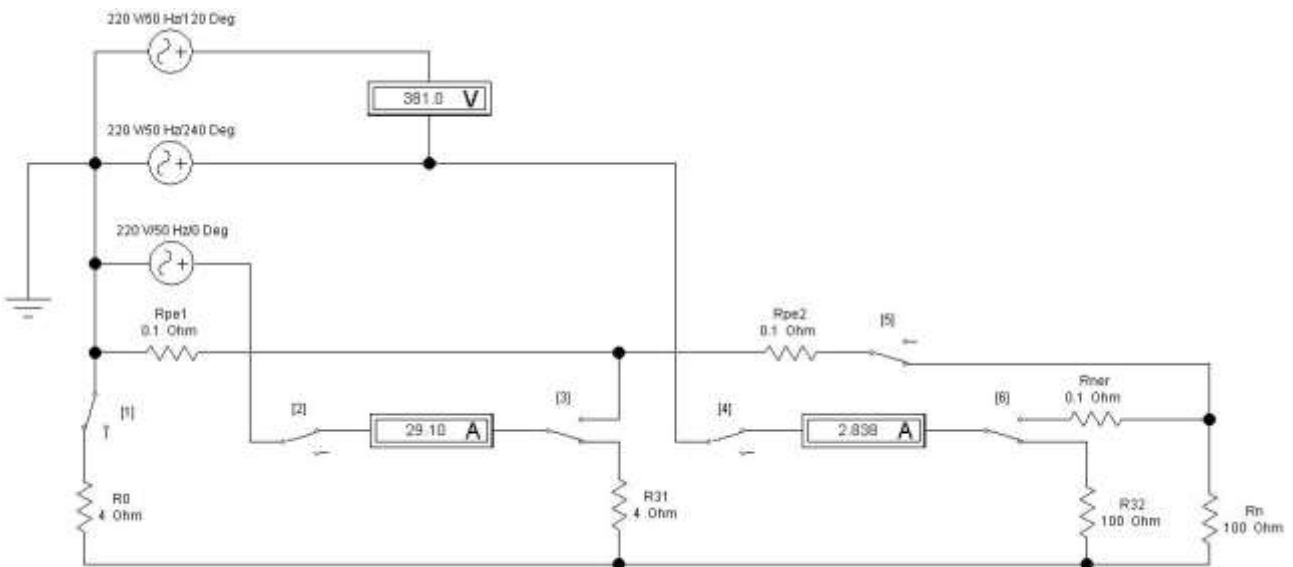 220 V/50 Hz/120 Deg
381.0 V
220 V/50 Hz/240 Deg
220 V/50 Hz/0 Deg
Rpe1
0.1 Ohm
Rpe2
0.1 Ohm
[5]
Rner
0.1 Ohm
[1]
[2]
29.10 A
[3]
[4]
2.838 A
[6]
R0
4 Ohm
R31
4 Ohm
R32
100 Ohm
Rn
100 Ohm